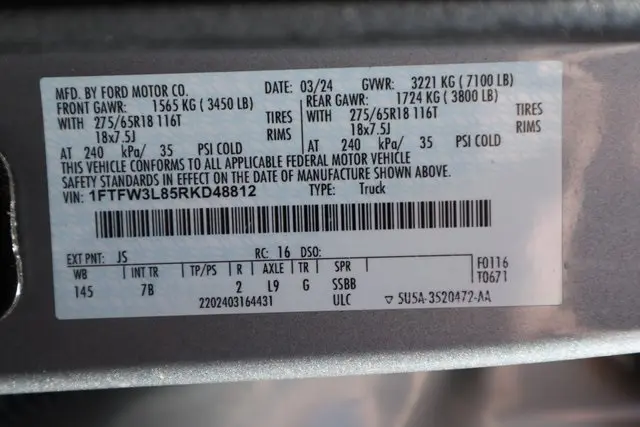 MFD. BY FORD MOTOR CO. DATE: 03/24 GVWR: 3221 KG ( 7100 LB)
FRONT GAWR: 1565 KG ( 3450 LB) REAR GAWR: 1724 KG ( 3800 LB)
WITH 275/65R18 116T TIRES WITH 275/65R18 116T TIRES
18x7.5J RIMS 18x7.5J RIMS
AT 240 kPa/ 35 PSI COLD AT 240 kPa/ 35 PSI COLD
THIS VEHICLE CONFORMS TO ALL APPLICABLE FEDERAL MOTOR VEHICLE
SAFETY STANDARDS IN EFFECT ON THE DATE OF MANUFACTURE SHOWN ABOVE.
VIN: 1FTFW3L85RKD48812 TYPE: Truck
EXT PNT: JS RC: 16 DSO:
WB INT TR TP/PS R AXLE TR SPR F0116
145 7B 2 L9 G SSBB T0671
2202403164431 ULC ▽ SU5A-3520472-AA